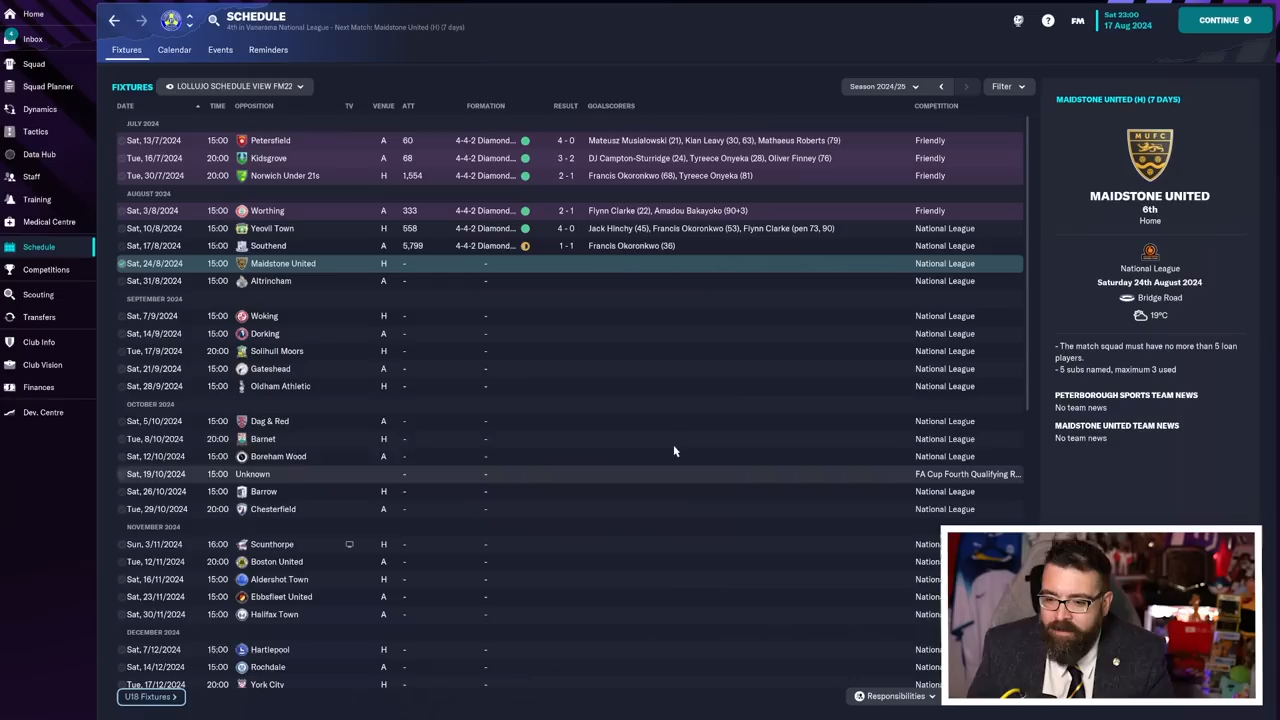 Home
SCHEDULE
4th in Vanarama National League - Next Match: Maidstone United (H) (7 days)
FM
Sat 23:00
17 Aug 2024
CONTINUE
4
Inbox
Squad
Squad Planner
Dynamics
Tactics
Data Hub
Staff
Training
Medical Centre
Schedule
Competitions
Scouting
Transfers
Club Info
Club Vision
Finances
Dev. Centre
Fixtures Calendar Events Reminders
FIXTURES LOLLUJO SCHEDULE VIEW FM22 Season 2024/25 Filter
DATE TIME OPPOSITION TV VENUE ATT FORMATION RESULT GOALSCORERS COMPETITION
JULY 2024
Sat, 13/7/2024 15:00 Petersfield A 60 4-4-2 Diamond... 4 - 0 Mateusz Musialowski (21), Kian Leavy (30, 63), Mathaeus Roberts (79) Friendly
Tue, 16/7/2024 20:00 Kidsgrove A 68 4-4-2 Diamond... 3 - 2 DJ Campton-Sturridge (24), Tyreece Onyeka (28), Oliver Finney (76) Friendly
Tue, 30/7/2024 20:00 Norwich Under 21s H 1,554 4-4-2 Diamond... 2 - 1 Francis Okoronkwo (68), Tyreece Onyeka (81) Friendly
AUGUST 2024
Sat, 3/8/2024 15:00 Worthing A 333 4-4-2 Diamond... 2 - 1 Flynn Clarke (22), Amadou Bakayoko (90+3) Friendly
Sat, 10/8/2024 15:00 Yeovil Town H 558 4-4-2 Diamond... 4 - 0 Jack Hinchy (45), Francis Okoronkwo (53), Flynn Clarke (pen 73, 90) National League
Sat, 17/8/2024 15:00 Southend A 5,799 4-4-2 Diamond... 1 - 1 Francis Okoronkwo (36) National League
Sat, 24/8/2024 15:00 Maidstone United H - - National League
Sat, 31/8/2024 15:00 Altrincham A - - National League
SEPTEMBER 2024
Sat, 7/9/2024 15:00 Woking H - - National League
Sat, 14/9/2024 15:00 Dorking A - - National League
Tue, 17/9/2024 20:00 Solihull Moors H - - National League
Sat, 21/9/2024 15:00 Gateshead A - - National League
Sat, 28/9/2024 15:00 Oldham Athletic H - - National League
OCTOBER 2024
Sat, 5/10/2024 15:00 Dag & Red A - - National League
Tue, 8/10/2024 20:00 Barnet H - - National League
Sat, 12/10/2024 15:00 Boreham Wood A - - National League
Sat, 19/10/2024 15:00 Unknown - - FA Cup Fourth Qualifying R...
Sat, 26/10/2024 15:00 Barrow H - - National League
Tue, 29/10/2024 20:00 Chesterfield A - - National League
NOVEMBER 2024
Sun, 3/11/2024 16:00 Scunthorpe H - - Nation
Tue, 12/11/2024 20:00 Boston United A - - Nation
Sat, 16/11/2024 15:00 Aldershot Town H - - Nation
Sat, 23/11/2024 15:00 Ebbsfleet United A - - Nation
Sat, 30/11/2024 15:00 Halifax Town A - - Nation
DECEMBER 2024
Sat, 7/12/2024 15:00 Hartlepool H - - Nation
Sat, 14/12/2024 15:00 Rochdale A - - Nation
Tue, 17/12/2024 20:00 York City H - - Nation
U18 Fixtures >
Responsibilities
MAIDSTONE UNITED (H) (7 DAYS)
MUFC
MAIDSTONE UNITED
6th
Home
National League
Saturday 24th August 2024
Bridge Road
19°C
- The match squad must have no more than 5 loan
players.
- 5 subs named, maximum 3 used
PETERBOROUGH SPORTS TEAM NEWS
No team news
MAIDSTONE UNITED TEAM NEWS
No team news